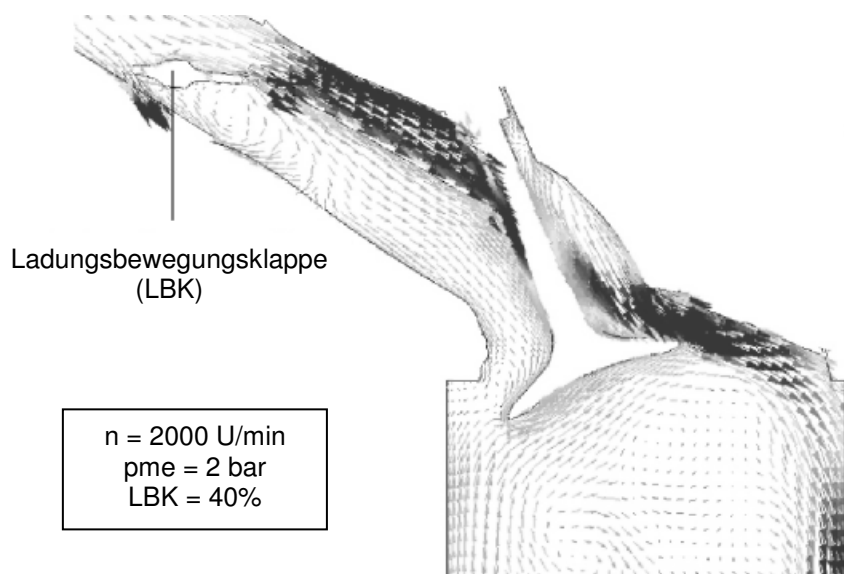 Ladungsbewegungsklappe
(LBK)
n = 2000 U/min
pme = 2 bar
LBK = 40%